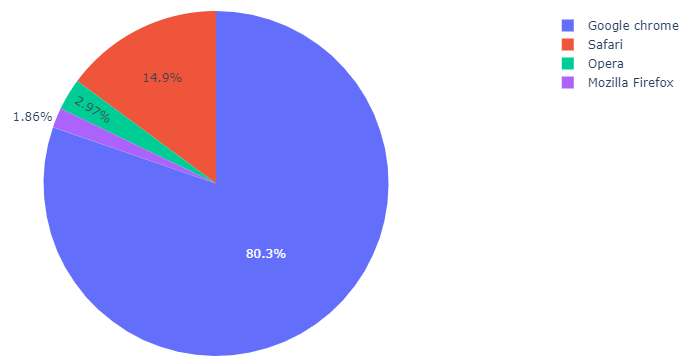 Google chrome
Safari
Opera
Mozilla Firefox
14.9%
2.97%
1.86%
80.3%